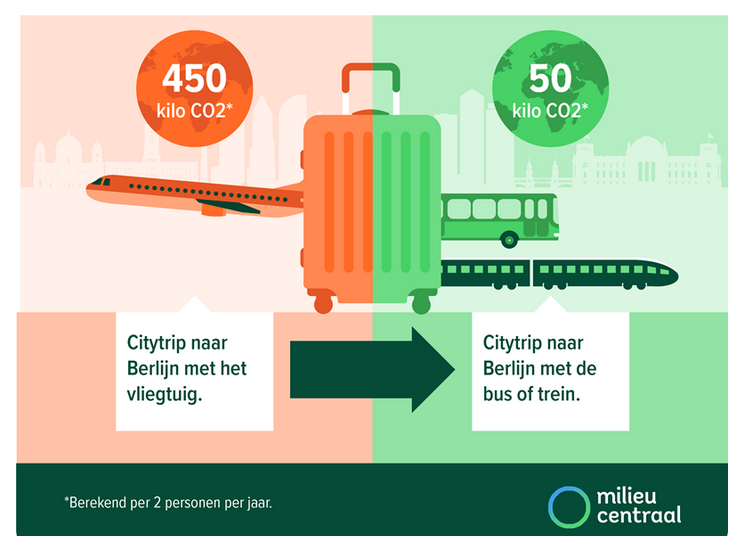 450
kilo CO2*
50
kilo CO2*
Citytrip naar
Berlijn met het
vliegtuig.
Citytrip naar
Berlijn met de
bus of trein.
*Berekend per 2 personen per jaar.
milieu
centraal